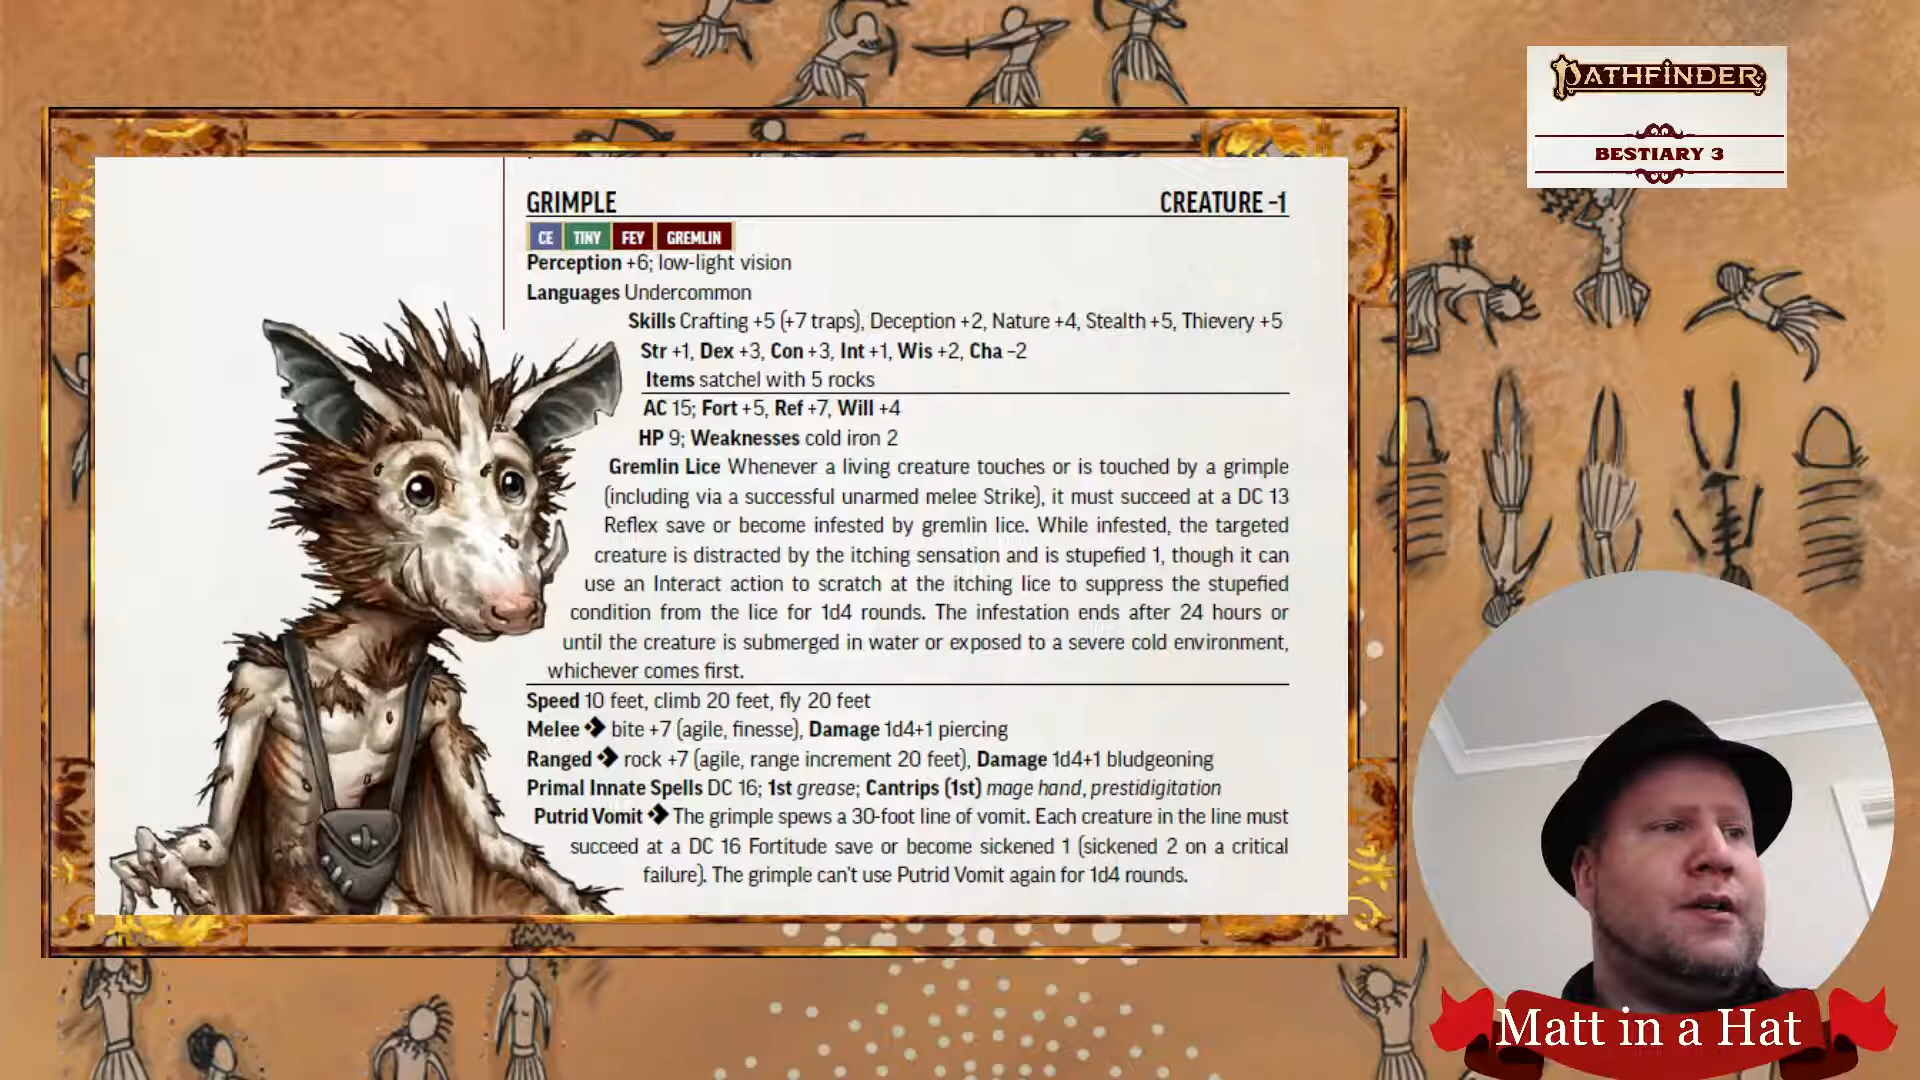 PATHFINDER
BESTIARY 3
GRIMPLE CREATURE –1
CE TINY FEY GREMLIN
Perception +6; low-light vision
Languages Undercommon
Skills Crafting +5 (+7 traps), Deception +2, Nature +4, Stealth +5, Thievery +5
Str +1, Dex +3, Con +3, Int +1, Wis +2, Cha –2
Items satchel with 5 rocks
AC 15; Fort +5, Ref +7, Will +4
HP 9; Weaknesses cold iron 2
Gremlin Lice Whenever a living creature touches or is touched by a grimple
(including via a successful unarmed melee Strike), it must succeed at a DC 13
Reflex save or become infested by gremlin lice. While infested, the targeted
creature is distracted by the itching sensation and is stupefied 1, though it can
use an Interact action to scratch at the itching lice to suppress the stupefied
condition from the lice for 1d4 rounds. The infestation ends after 24 hours or
until the creature is submerged in water or exposed to a severe cold environment,
whichever comes first.
Speed 10 feet, climb 20 feet, fly 20 feet
Melee bite +7 (agile, finesse), Damage 1d4+1 piercing
Ranged rock +7 (agile, range increment 20 feet), Damage 1d4+1 bludgeoning
Primal Innate Spells DC 16; 1st grease; Cantrips (1st) mage hand, prestidigitation
Putrid Vomit The grimple spews a 30-foot line of vomit. Each creature in the line must
succeed at a DC 16 Fortitude save or become sickened 1 (sickened 2 on a critical
failure). The grimple can't use Putrid Vomit again for 1d4 rounds.
Matt in a Hat